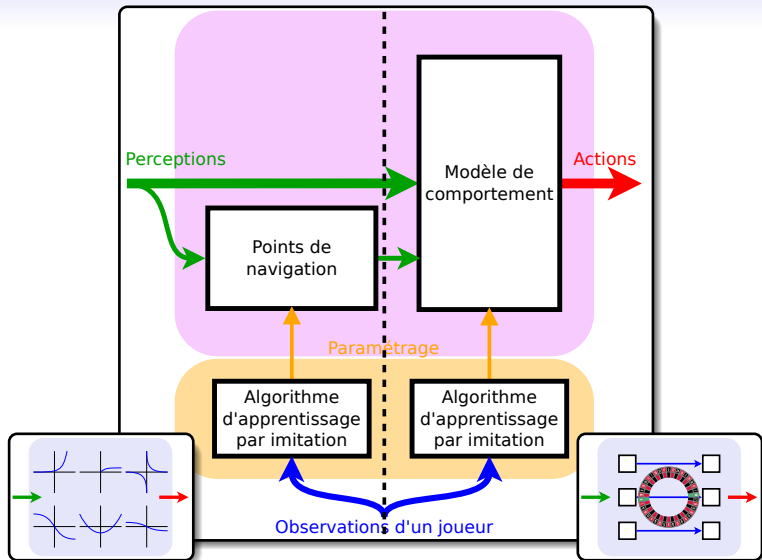 Perceptions
Modèle de
comportement
Actions
Points de
navigation
Paramétrage
Algorithme
d'apprentissage
par imitation
Algorithme
d'apprentissage
par imitation
Observations d'un joueur